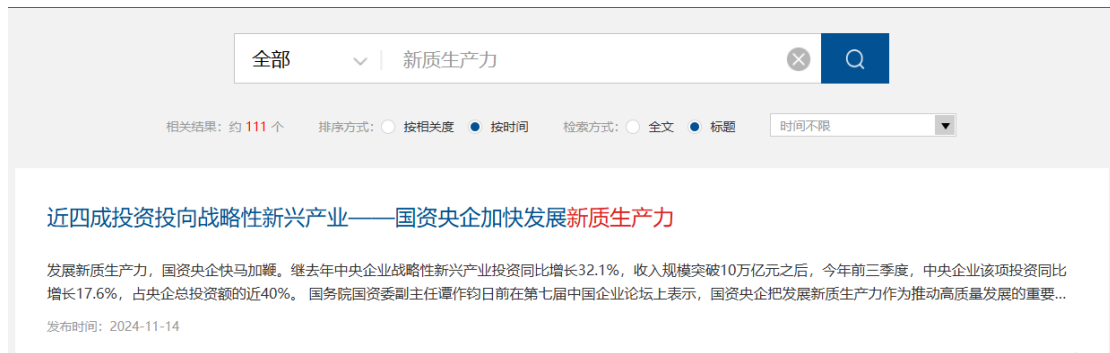 全部 新质生产力
相关结果：约 111 个 排序方式： 按相关度 按时间 检索方式： 全文 标题 时间不限
近四成投资投向战略性新兴产业——国资央企加快发展新质生产力
发展新质生产力，国资央企快马加鞭。继去年中央企业战略性新兴产业投资同比增长32.1%，收入规模突破10万亿元之后，今年前三季度，中央企业该项投资同比
增长17.6%，占央企总投资额的近40%。 国务院国资委副主任谭作钧日前在第七届中国企业论坛上表示，国资央企把发展新质生产力作为推动高质量发展的重要...
发布时间：2024-11-14